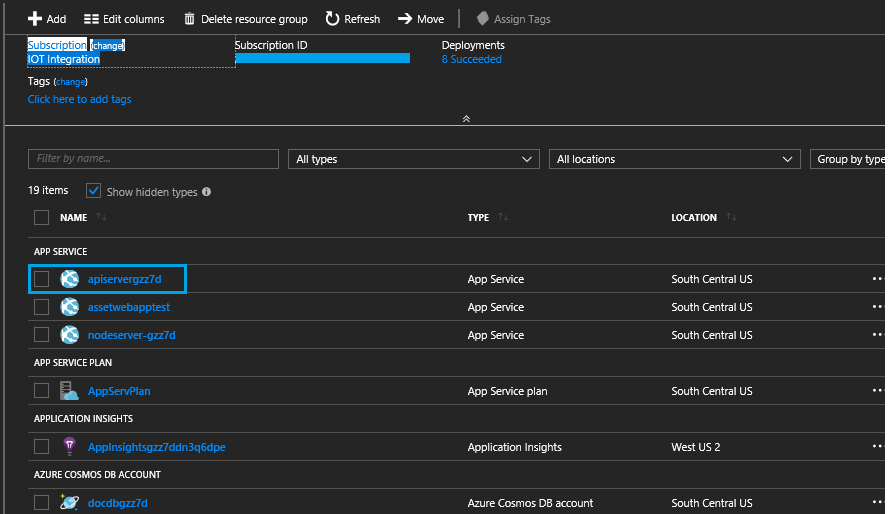 Add Edit columns Delete resource group Refresh Move Assign Tags
Subscription (change) Subscription ID Deployments
IOT Integration 8 Succeeded
Tags (change)
Click here to add tags
Filter by name... All types All locations Group by type
19 items Show hidden types
NAME TYPE LOCATION
APP SERVICE
apiservergzz7d App Service South Central US
assetwebapptest App Service South Central US
nodeserver-gzz7d App Service South Central US
APP SERVICE PLAN
AppServPlan App Service plan South Central US
APPLICATION INSIGHTS
AppInsightsgzz7ddn3q6dpe Application Insights West US 2
AZURE COSMOS DB ACCOUNT
docdbgzz7d Azure Cosmos DB account South Central US